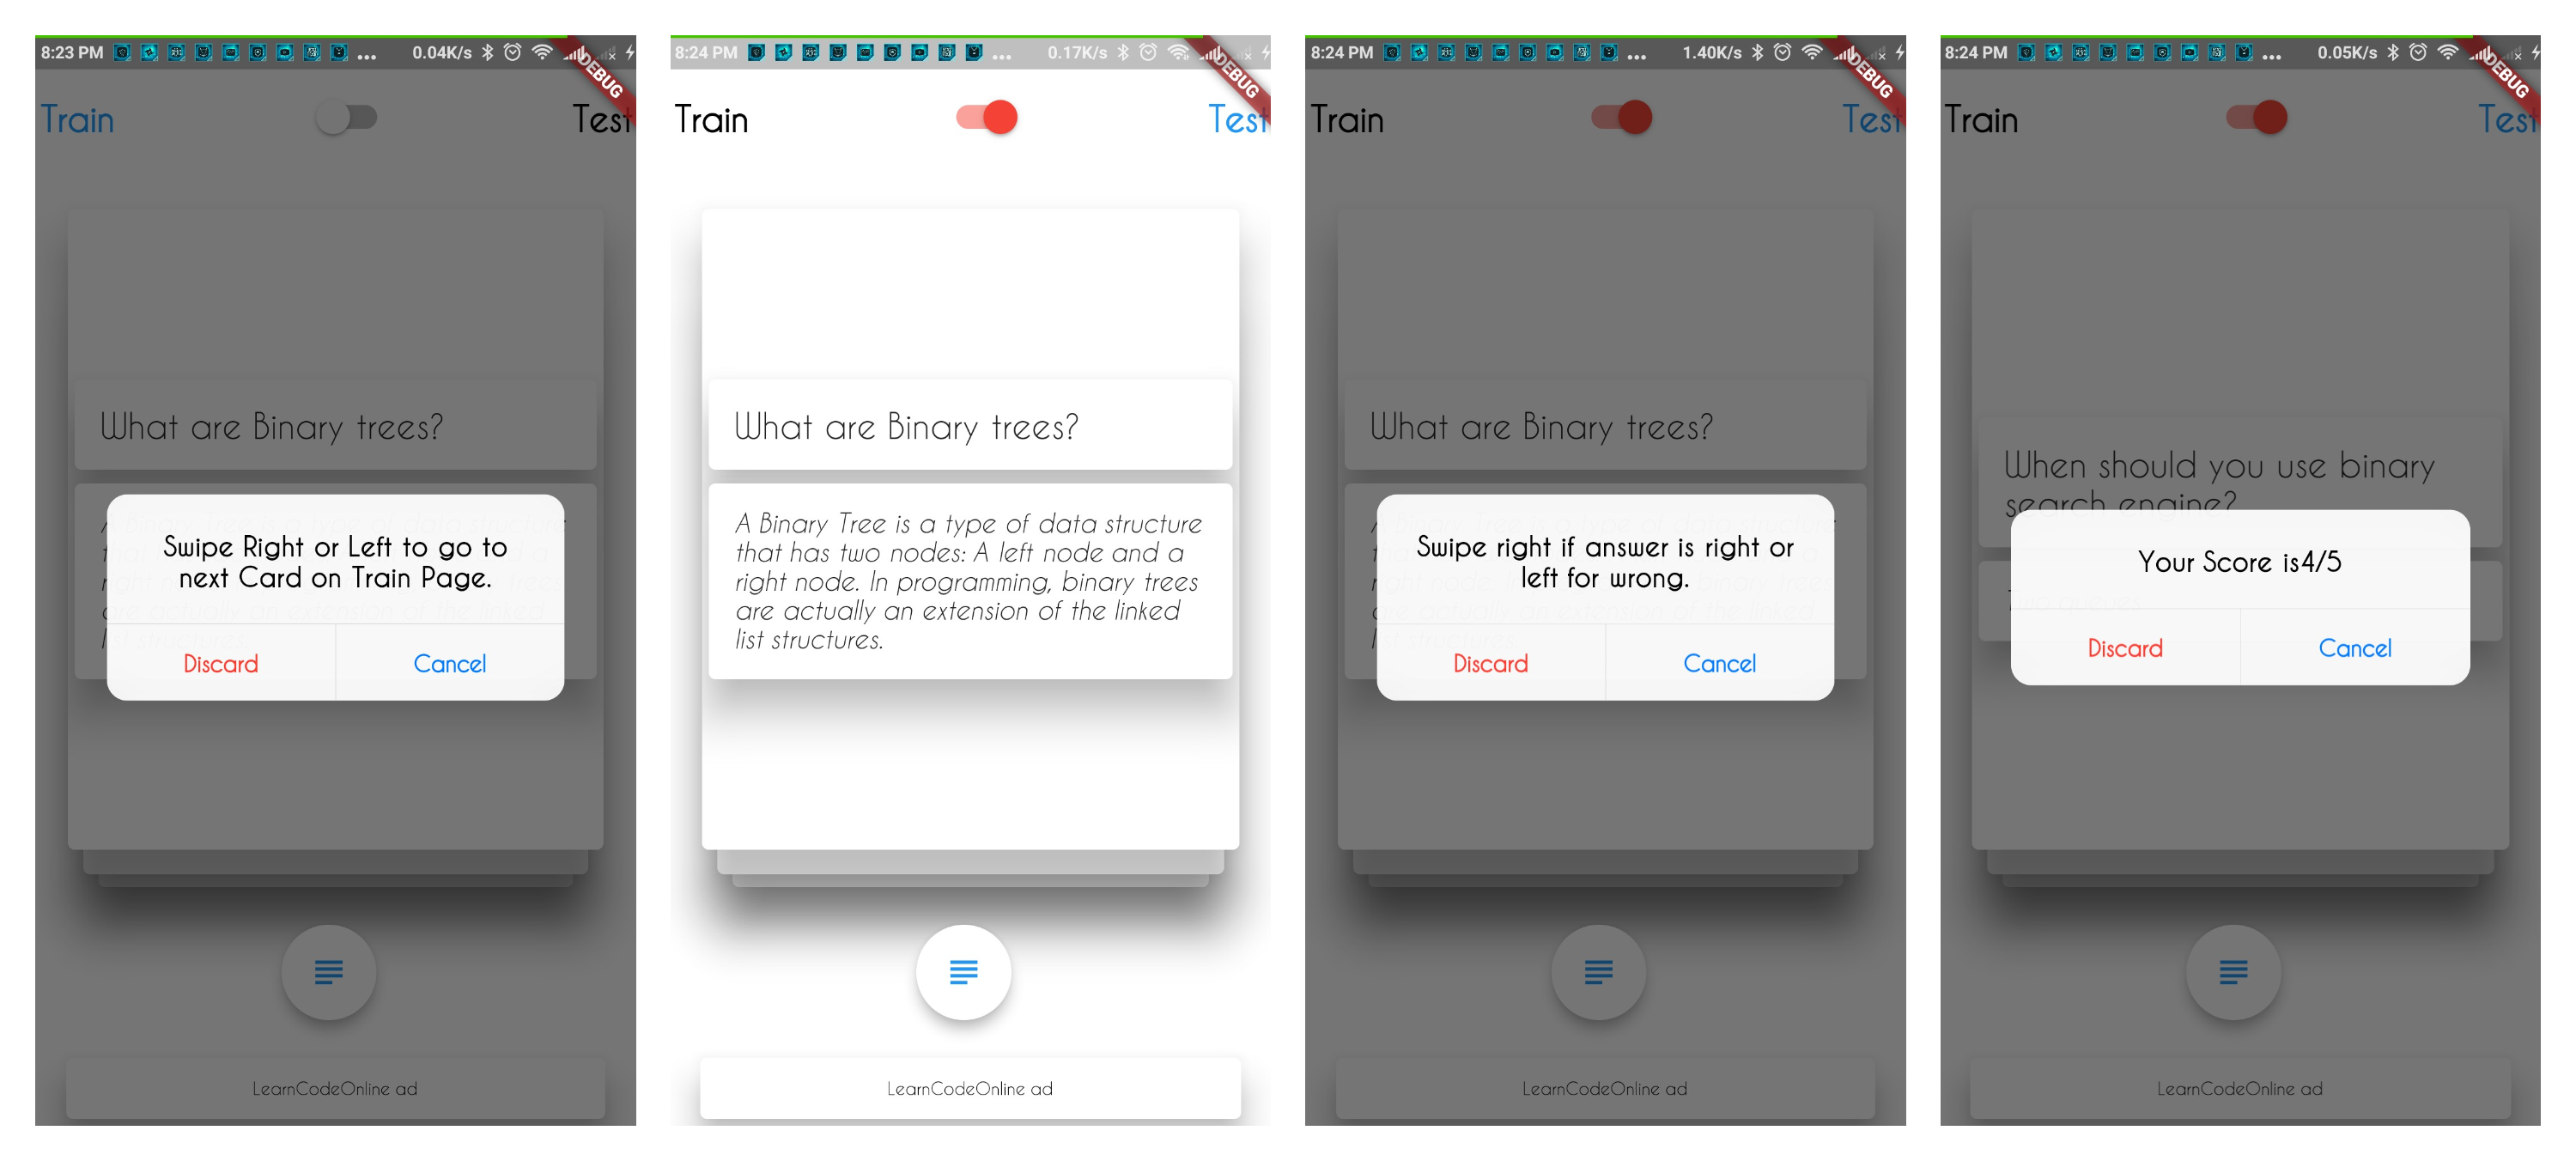 8:23 PM ... 0.04K/s
DEBUG
Train Test
What are Binary trees?
Swipe Right or Left to go to
next Card on Train Page.
Discard Cancel
LearnCodeOnline ad
8:24 PM ... 0.17K/s
DEBUG
Train Test
What are Binary trees?
A Binary Tree is a type of data structure
that has two nodes: A left node and a
right node. In programming, binary trees
are actually an extension of the linked
list structures.
LearnCodeOnline ad
8:24 PM ... 1.40K/s
DEBUG
Train Test
What are Binary trees?
Swipe right if answer is right or
left for wrong.
Discard Cancel
LearnCodeOnline ad
8:24 PM ... 0.05K/s
DEBUG
Train Test
When should you use binary
search engine?
Your Score is4/5
Two queues
Discard Cancel
LearnCodeOnline ad